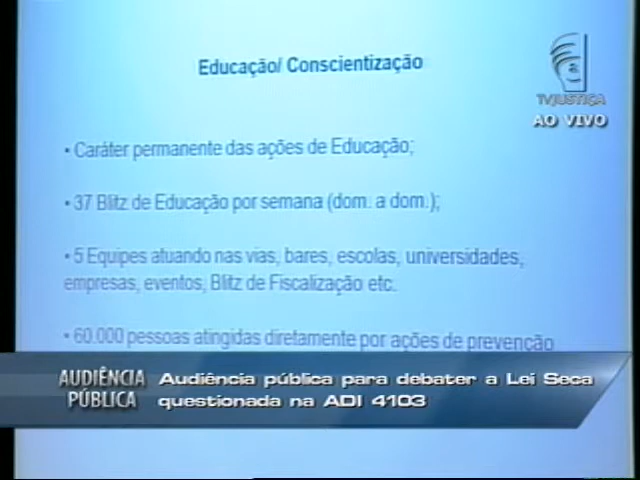 Educação/ Conscientização
TV JUSTIÇA
AO VIVO
• Caráter permanente das ações de Educação;
• 37 Blitz de Educação por semana (dom. a dom.);
• 5 Equipes atuando nas vias, bares, escolas, universidades,
empresas, eventos, Blitz de Fiscalização etc.
• 60.000 pessoas atingidas diretamente por ações de prevenção
AUDIÊNCIA
PÚBLICA
Audiência pública para debater a Lei Seca
questionada na ADI 4103